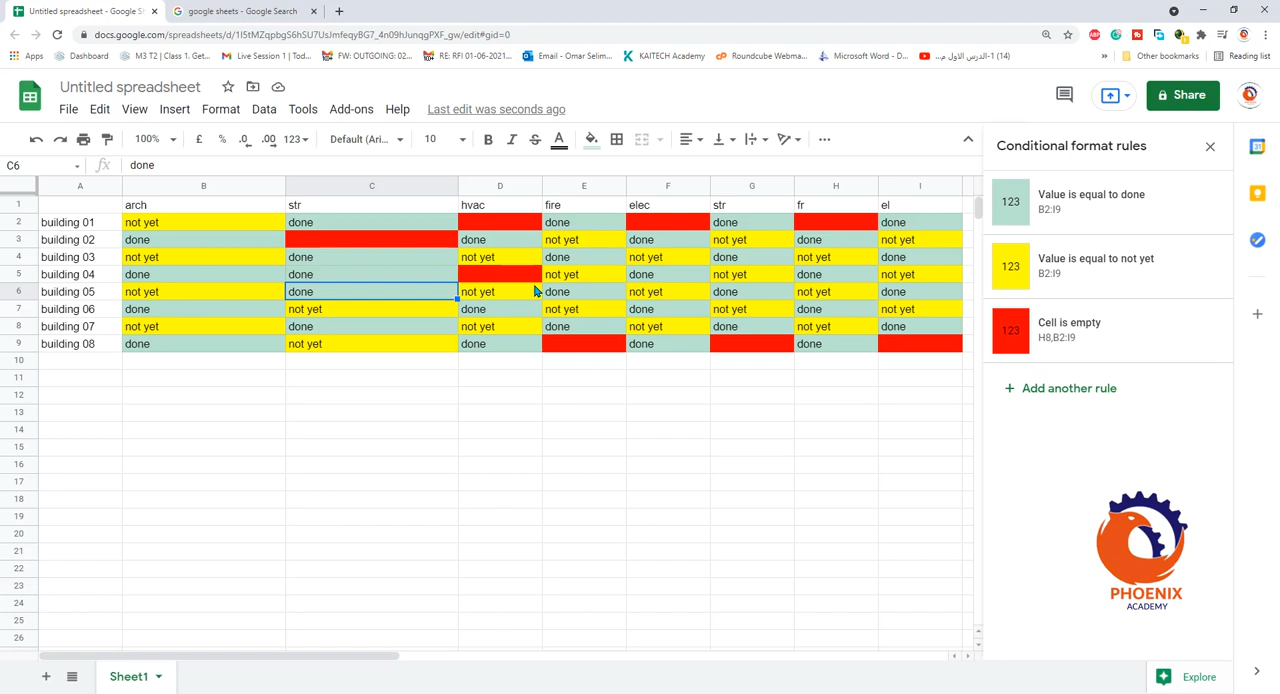 Untitled spreadsheet - Google S
google sheets - Google Search
docs.google.com/spreadsheets/d/1I5tMZqpbgS6hSU7UsJmfeqyBG7_4n09hJunqgPXF_gw/edit#gid=0
Apps Dashboard M3 T2 | Class 1. Get... Live Session 1 | Tod... FW: OUTGOING: 02... RE: RFI 01-06-2021... Email - Omar Selim... KAITECH Academy Roundcube Webma... Microsoft Word - D... (14) الدرس الاول م...-1 » Other bookmarks Reading list
Untitled spreadsheet
File Edit View Insert Format Data Tools Add-ons Help Last edit was seconds ago
Share
100% £ % .0 .00 123 Default (Ari... 10 B I S A
C6 fx done
A B C D E F G H I
1 arch str hvac fire elec str fr el
2 building 01 not yet done done done done
3 building 02 done done not yet done not yet done not yet
4 building 03 not yet done not yet done not yet done not yet done
5 building 04 done done not yet done not yet done not yet
6 building 05 not yet done not yet done not yet done not yet done
7 building 06 done not yet done not yet done not yet done not yet
8 building 07 not yet done not yet done not yet done not yet done
9 building 08 done not yet done done done
10
11
12
13
14
15
16
17
18
19
20
21
22
23
24
25
26
Conditional format rules
123 Value is equal to done
B2:I9
123 Value is equal to not yet
B2:I9
123 Cell is empty
H8,B2:I9
+ Add another rule
PHOENIX
ACADEMY
Sheet1
Explore